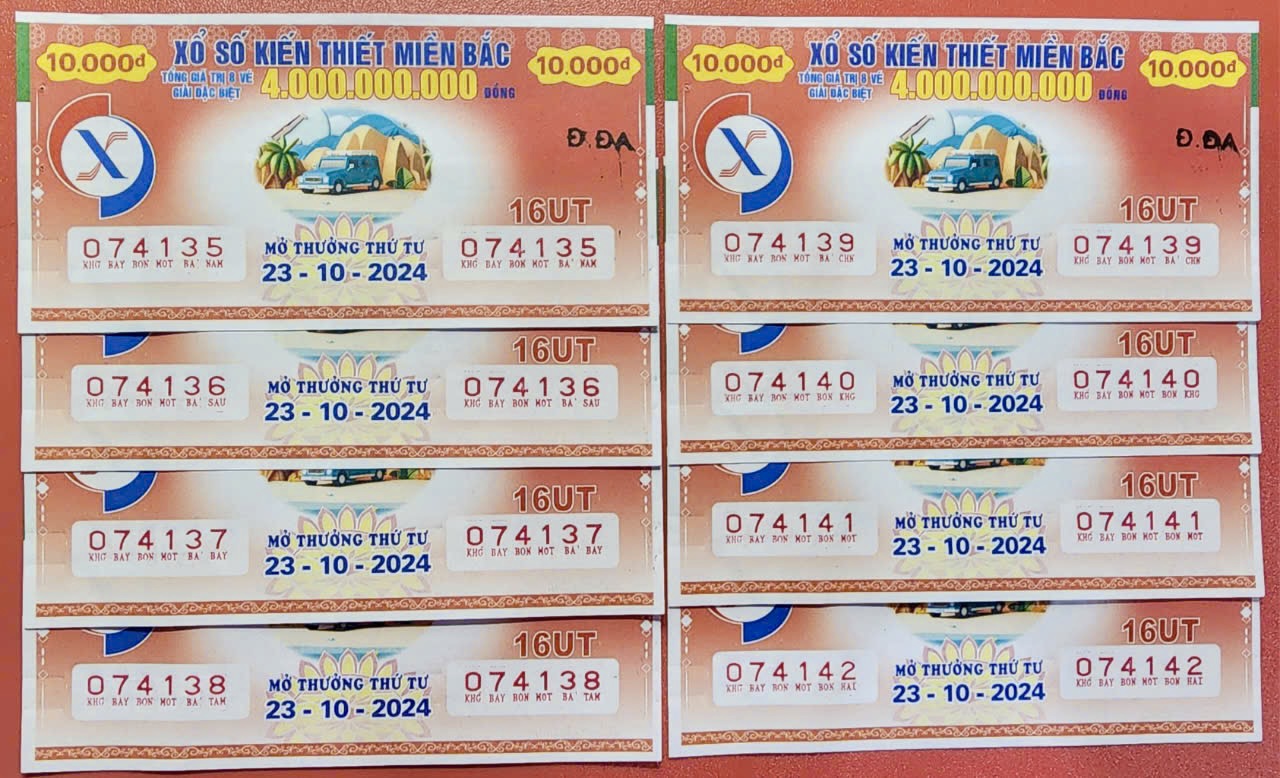 10.000đ XỔ SỐ KIẾN THIẾT MIỀN BẮC 10.000đ
TỔNG GIÁ TRỊ 8 VÉ
GIẢI ĐẶC BIỆT 4.000.000.000 ĐỒNG
X
Đ.ĐA
16UT
074135 MỞ THƯỞNG THỨ TƯ 074135
KHG BAY BON MOT BA' NAM 23 - 10 - 2024 KHG BAY BON MOT BA' NAM
16UT
074136 MỞ THƯỞNG THỨ TƯ 074136
KHG BAY BON MOT BA' SAU 23 - 10 - 2024 KHG BAY BON MOT BA' SAU
16UT
074137 MỞ THƯỞNG THỨ TƯ 074137
KHG BAY BON MOT BA' BAY 23 - 10 - 2024 KHG BAY BON MOT BA' BAY
16UT
074138 MỞ THƯỞNG THỨ TƯ 074138
KHG BAY BON MOT BA' TAM 23 - 10 - 2024 KHG BAY BON MOT BA' TAM
10.000đ XỔ SỐ KIẾN THIẾT MIỀN BẮC 10.000đ
TỔNG GIÁ TRỊ 8 VÉ
GIẢI ĐẶC BIỆT 4.000.000.000 ĐỒNG
X
Đ.ĐA
16UT
074139 MỞ THƯỞNG THỨ TƯ 074139
KHG BAY BON MOT BA' CHN 23 - 10 - 2024 KHG BAY BON MOT BA' CHN
16UT
074140 MỞ THƯỞNG THỨ TƯ 074140
KHG BAY BON MOT BON KHG 23 - 10 - 2024 KHG BAY BON MOT BON KHG
16UT
074141 MỞ THƯỞNG THỨ TƯ 074141
KHG BAY BON MOT BON MOT 23 - 10 - 2024 KHG BAY BON MOT BON MOT
16UT
074142 MỞ THƯỞNG THỨ TƯ 074142
KHG BAY BON MOT BON HAI 23 - 10 - 2024 KHG BAY BON MOT BON HAI